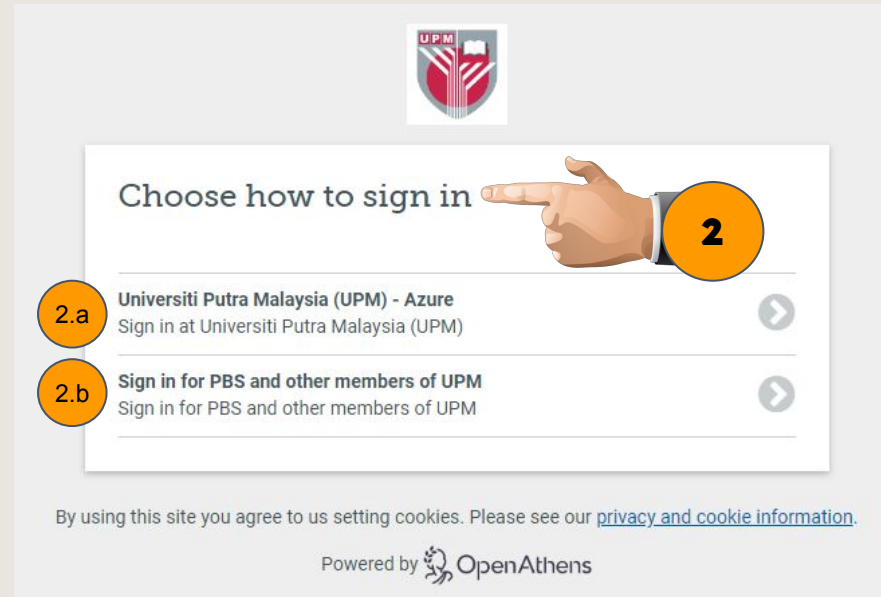 UPM
Choose how to sign in
2
2.a
Universiti Putra Malaysia (UPM) - Azure
Sign in at Universiti Putra Malaysia (UPM)
2.b
Sign in for PBS and other members of UPM
Sign in for PBS and other members of UPM
By using this site you agree to us setting cookies. Please see our privacy and cookie information.
Powered by OpenAthens